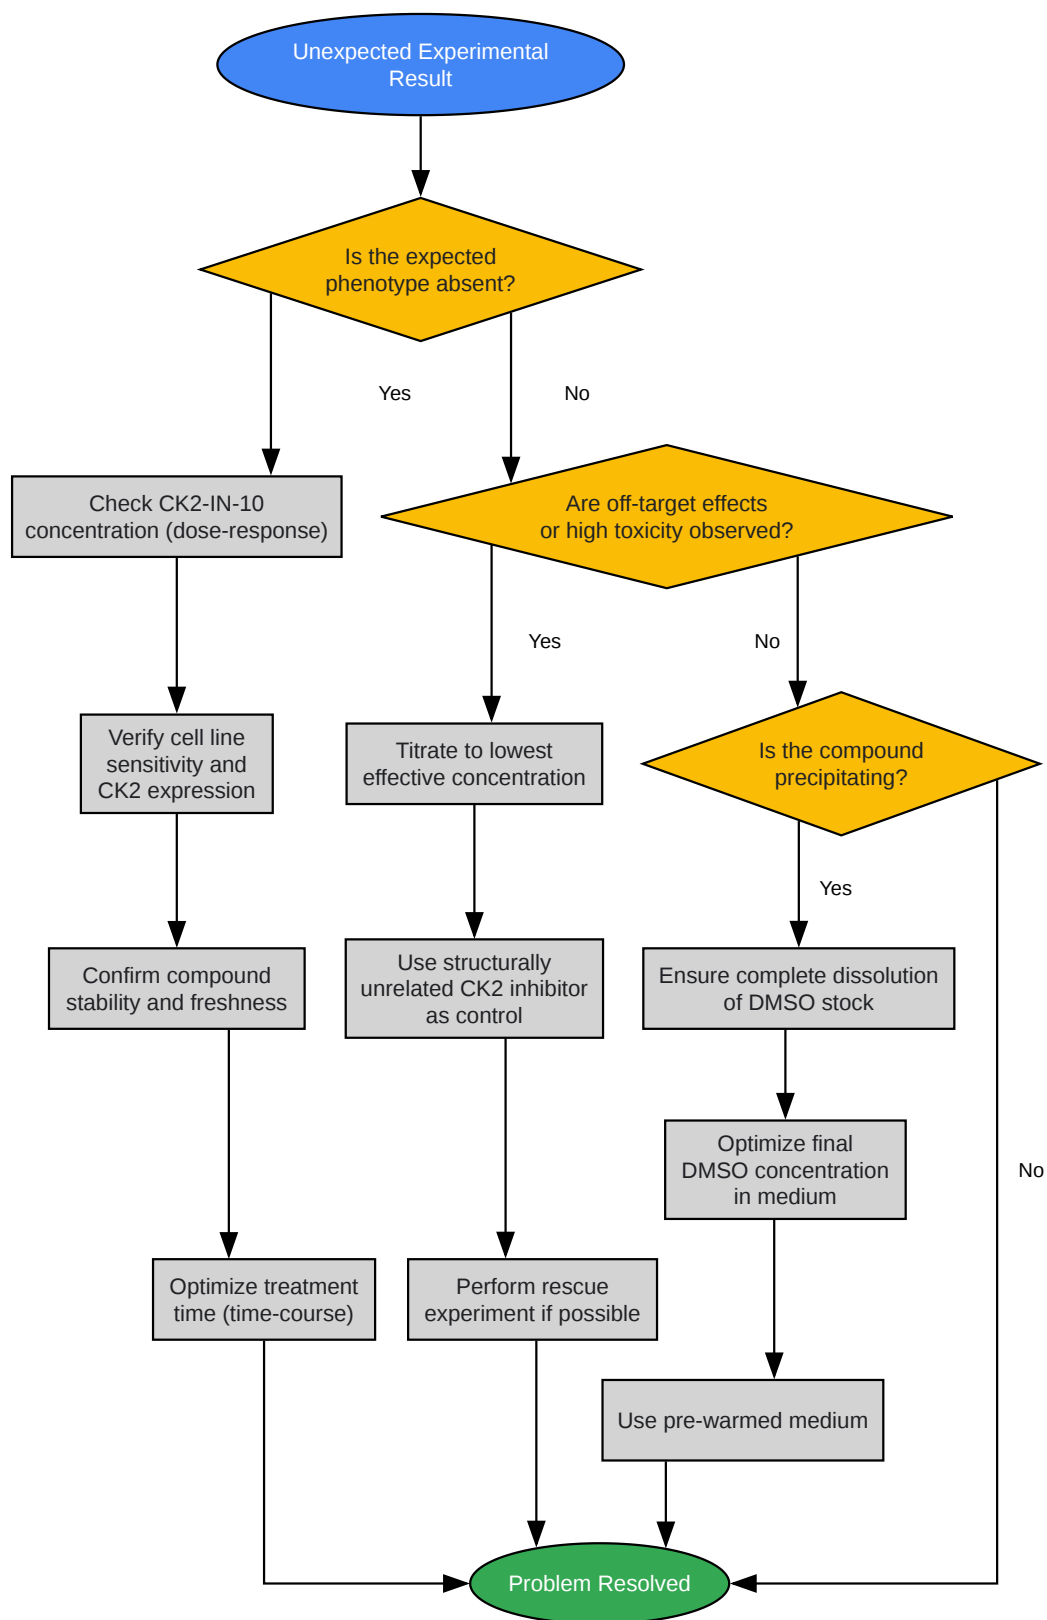 Unexpected Experimental
Result
Is the expected
phenotype absent?
Yes
No
Check CK2-IN-10
concentration (dose-response)
Are off-target effects
or high toxicity observed?
Yes
No
Verify cell line
sensitivity and
CK2 expression
Titrate to lowest
effective concentration
Is the compound
precipitating?
Yes
Confirm compound
stability and freshness
Use structurally
unrelated CK2 inhibitor
as control
Ensure complete dissolution
of DMSO stock
Optimize final
DMSO concentration
in medium
No
Optimize treatment
time (time-course)
Perform rescue
experiment if possible
Use pre-warmed medium
Problem Resolved